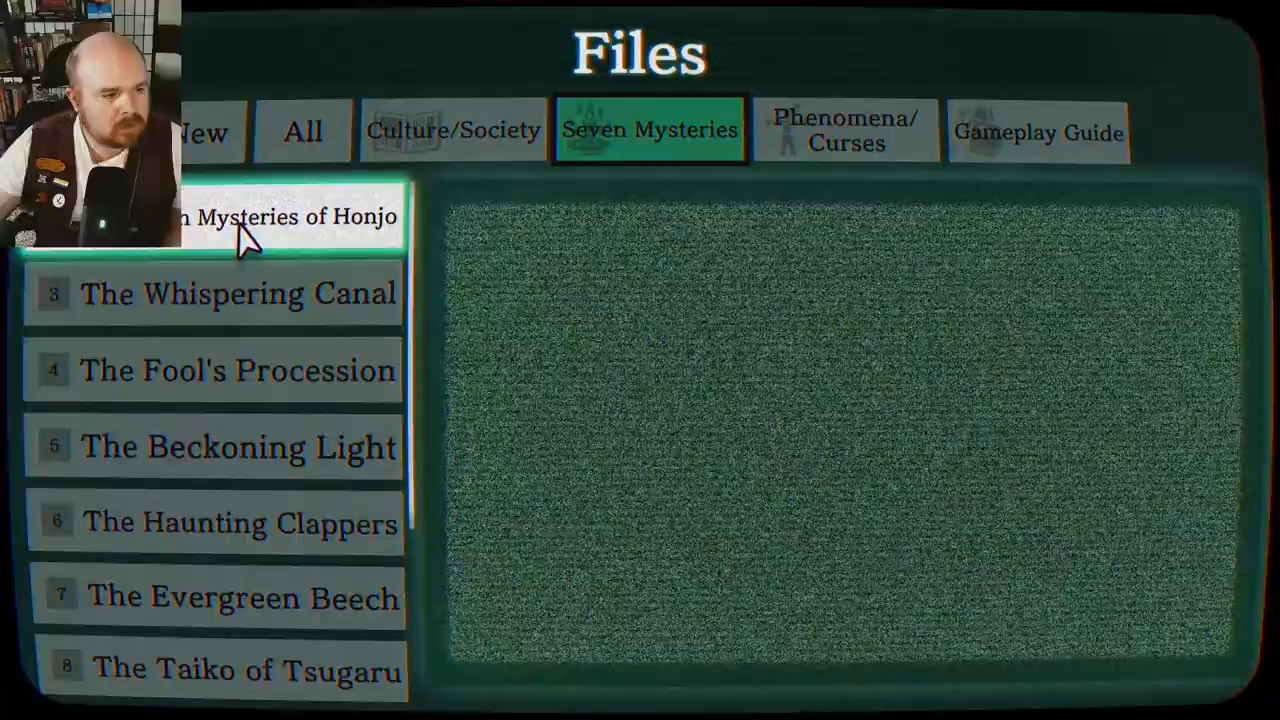 Files
New
All
Culture/Society
Seven Mysteries
Phenomena/
Curses
Gameplay Guide
Mysteries of Honjo
3 The Whispering Canal
4 The Fool's Procession
5 The Beckoning Light
6 The Haunting Clappers
7 The Evergreen Beech
8 The Taiko of Tsugaru